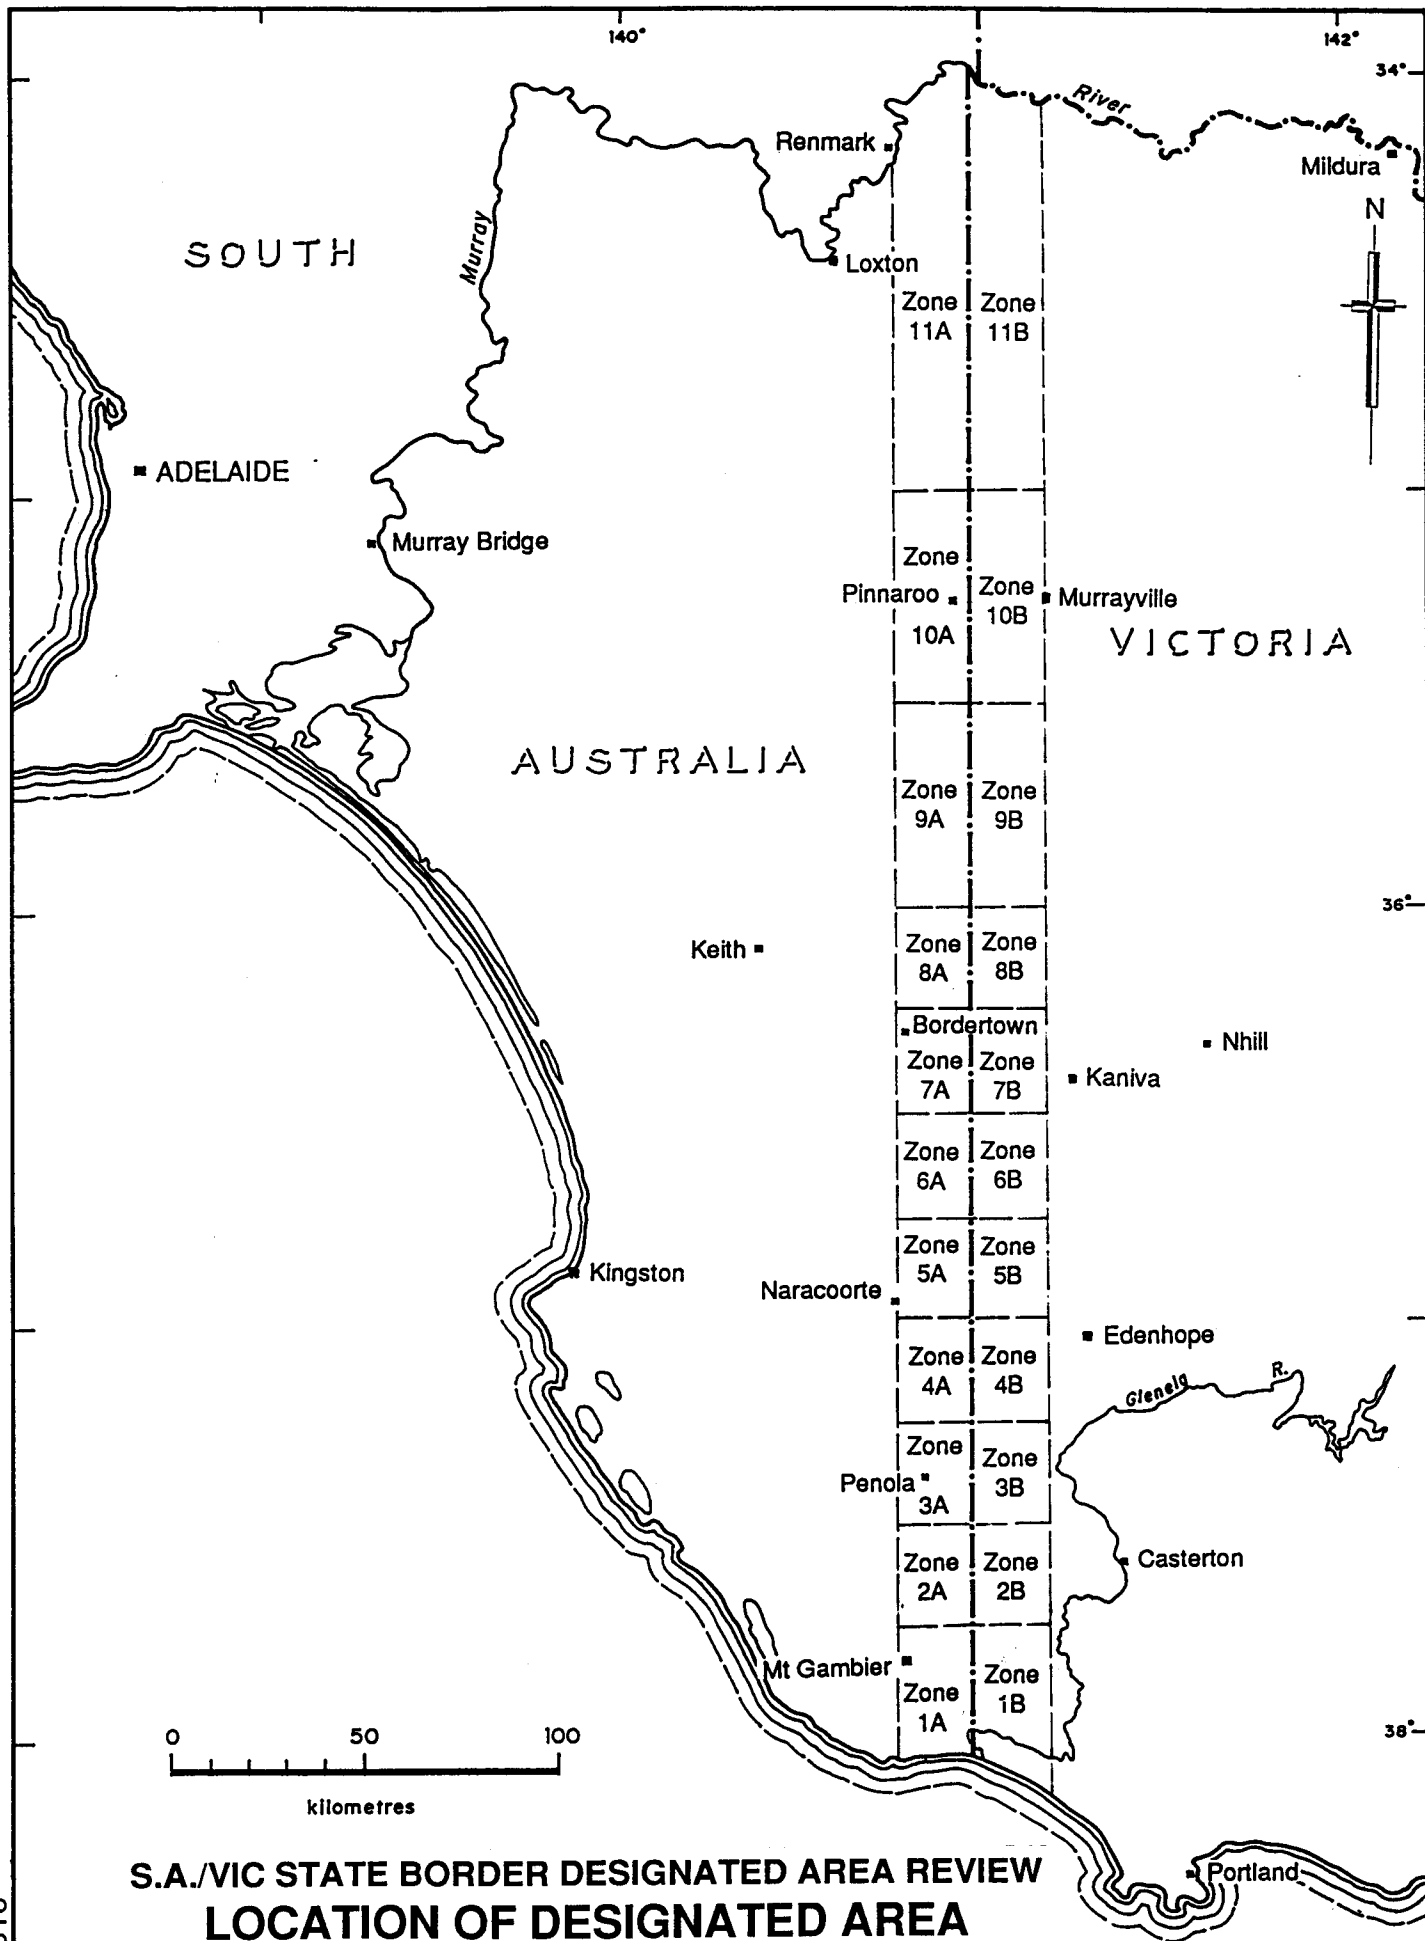 140°
142°
34°
River
Renmark
Mildura
N
SOUTH
Murray
Loxton
Zone
11A
Zone
11B
ADELAIDE
Murray Bridge
Zone
Pinnaroo
10A
Zone
10B
Murrayville
VICTORIA
AUSTRALIA
Zone
9A
Zone
9B
36°
Keith
Zone
8A
Zone
8B
Bordertown
Nhill
Zone
7A
Zone
7B
Kaniva
Zone
6A
Zone
6B
Zone
5A
Zone
5B
Kingston
Naracoorte
Edenhope
Zone
4A
Zone
4B
Glenelg R.
Zone
Penola
3A
Zone
3B
Casterton
Zone
2A
Zone
2B
Mt Gambier
Zone
1A
Zone
1B
38°
0 50 100
kilometres
Portland
S.A./VIC STATE BORDER DESIGNATED AREA REVIEW
LOCATION OF DESIGNATED AREA